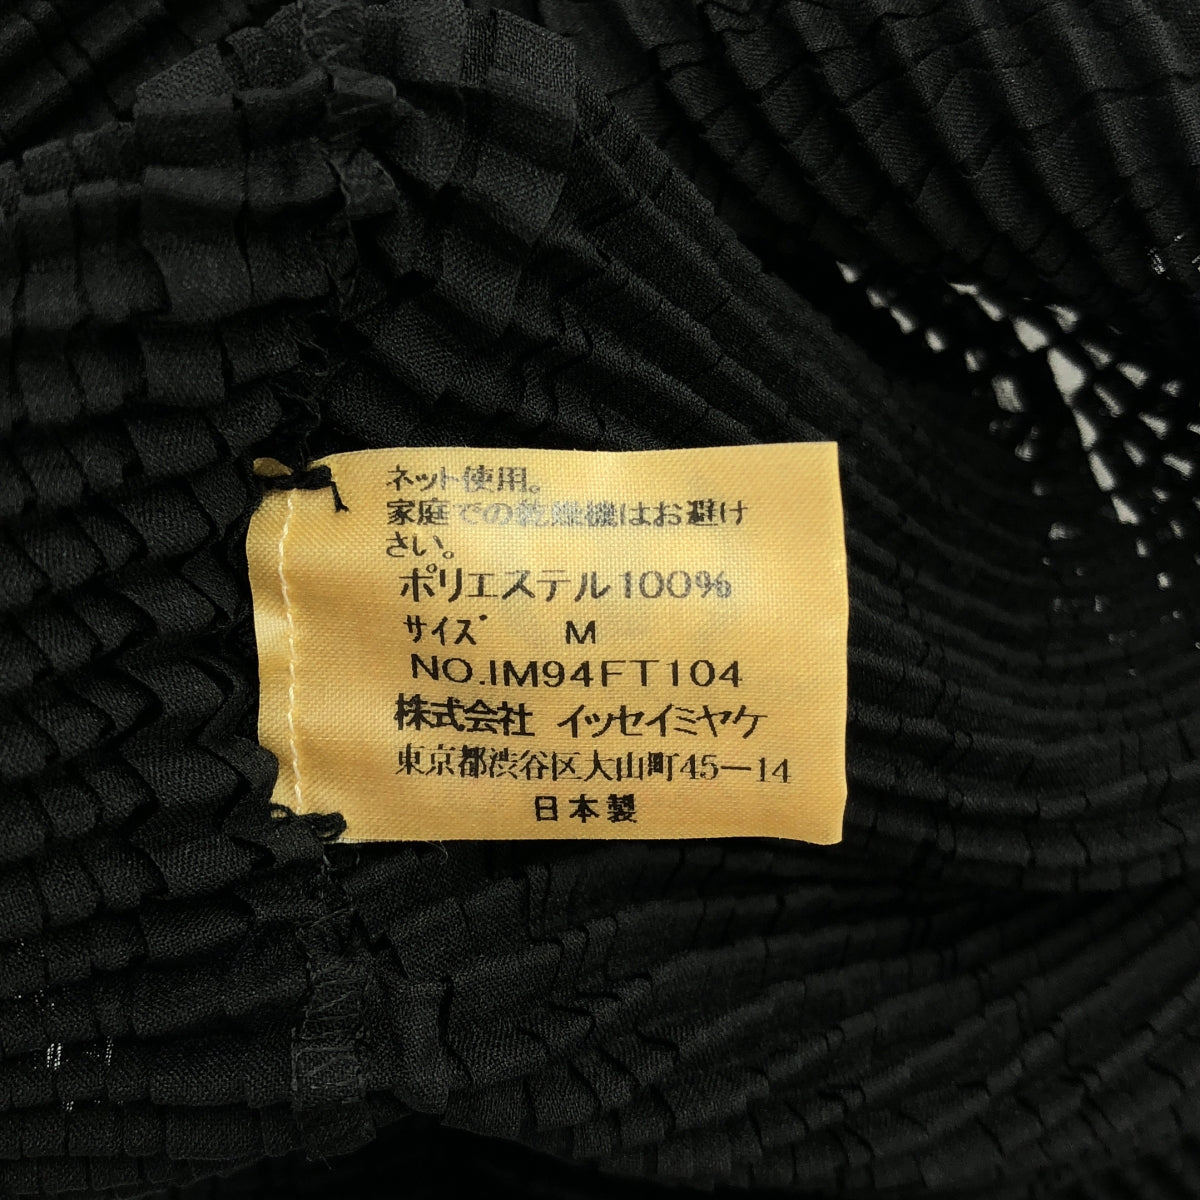 ネット使用。
家庭での乾燥機はお避け
さい。
ポリエステル100%
サイズ M
NO.IM94FT104
株式会社 イッセイミヤケ
東京都渋谷区大山町45－14
日本製